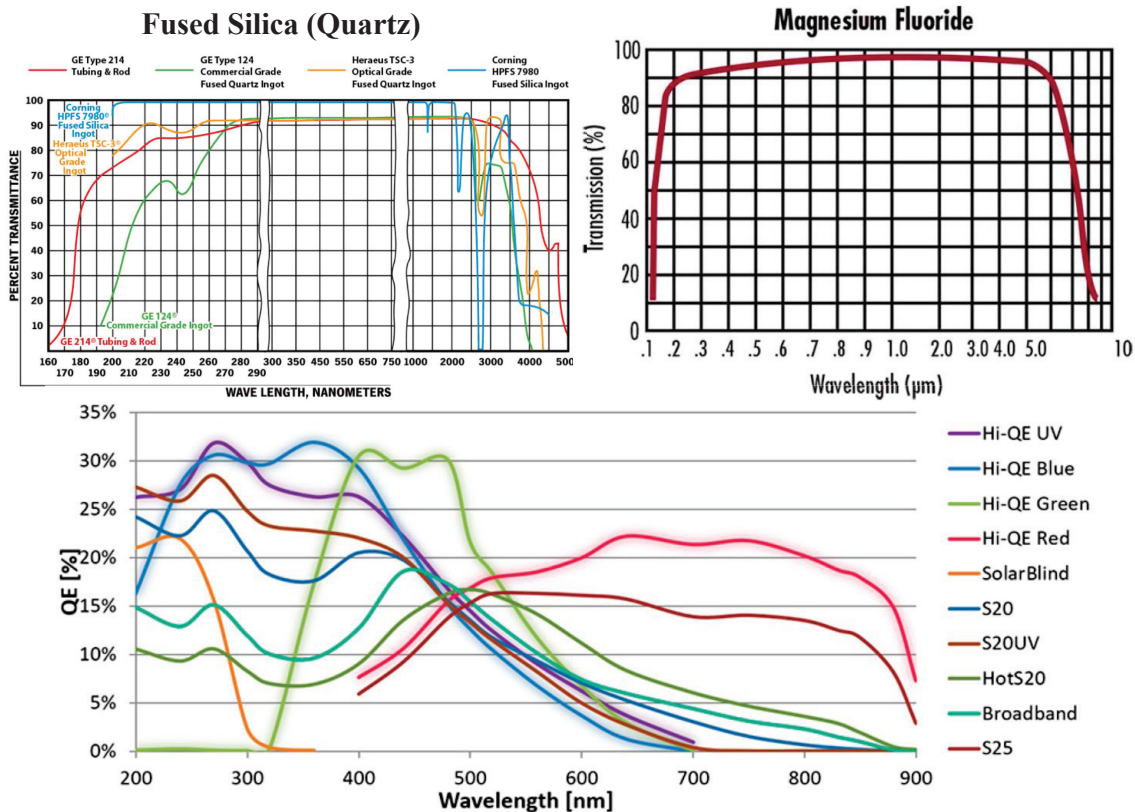 Fused Silica (Quartz)
GE Type 214
Tubing & Rod
GE Type 124
Commercial Grade
Fused Quartz Ingot
Heraeus TSC-3
Optical Grade
Fused Quartz Ingot
Corning
HPFS 7980
Fused Silica Ingot
PERCENT TRANSMITTANCE
100
90
80
70
60
50
40
30
20
10
Corning
HPFS 7980®
Fused Silica
Ingot
Heraeus TSC-3®
Optical
Grade
Ingot
GE 124®
Commercial Grade Ingot
GE 214® Tubing & Rod
160 180 200 220 240 260 280 300 350 450 550 650 750 1000 2000 3000 4000 500
170 190 210 230 250 270 290
WAVE LENGTH, NANOMETERS
Magnesium Fluoride
Transmission (%)
100
80
60
40
20
0
.1 .2 .3 .4 .5 .6 .7 .8 .9 1.0 2.0 3.0 4.0 5.0 10
Wavelength (µm)
QE [%]
35%
30%
25%
20%
15%
10%
5%
0%
200 300 400 500 600 700 800 900
Wavelength [nm]
Hi-QE UV
Hi-QE Blue
Hi-QE Green
Hi-QE Red
SolarBlind
S20
S20UV
HotS20
Broadband
S25